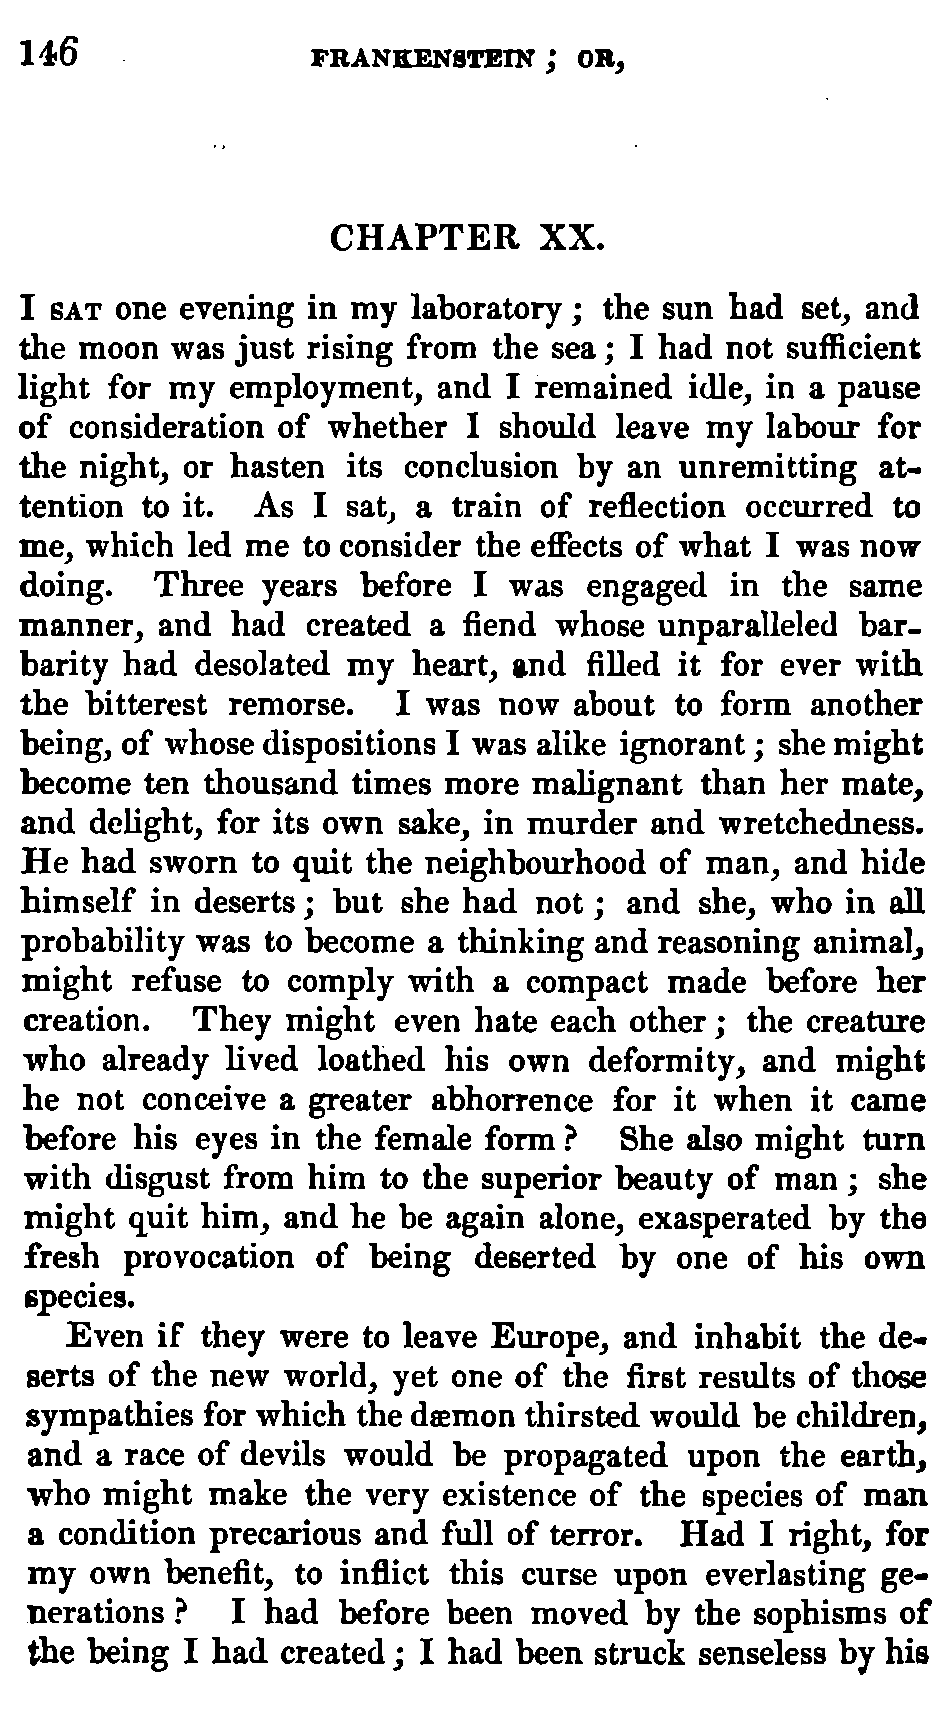 146 FRANKENSTEIN ; OR,
CHAPTER XX.
I SAT one evening in my laboratory ; the sun had set, and
the moon was just rising from the sea ; I had not sufficient
light for my employment, and I remained idle, in a pause
of consideration of whether I should leave my labour for
the night, or hasten its conclusion by an unremitting at-
tention to it. As I sat, a train of reflection occurred to
me, which led me to consider the effects of what I was now
doing. Three years before I was engaged in the same
manner, and had created a fiend whose unparalleled bar-
barity had desolated my heart, and filled it for ever with
the bitterest remorse. I was now about to form another
being, of whose dispositions I was alike ignorant ; she might
become ten thousand times more malignant than her mate,
and delight, for its own sake, in murder and wretchedness.
He had sworn to quit the neighbourhood of man, and hide
himself in deserts ; but she had not ; and she, who in all
probability was to become a thinking and reasoning animal,
might refuse to comply with a compact made before her
creation. They might even hate each other ; the creature
who already lived loathed his own deformity, and might
he not conceive a greater abhorrence for it when it came
before his eyes in the female form ? She also might turn
with disgust from him to the superior beauty of man ; she
might quit him, and he be again alone, exasperated by the
fresh provocation of being deserted by one of his own
species.
Even if they were to leave Europe, and inhabit the de-
serts of the new world, yet one of the first results of those
sympathies for which the dæmon thirsted would be children,
and a race of devils would be propagated upon the earth,
who might make the very existence of the species of man
a condition precarious and full of terror. Had I right, for
my own benefit, to inflict this curse upon everlasting ge-
nerations ? I had before been moved by the sophisms of
the being I had created ; I had been struck senseless by his